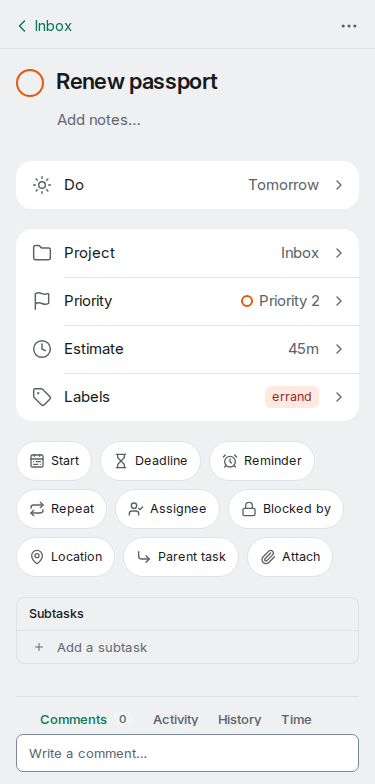 Inbox
Renew passport
Add notes...
Do Tomorrow
Project Inbox
Priority Priority 2
Estimate 45m
Labels errand
Start Deadline Reminder
Repeat Assignee Blocked by
Location Parent task Attach
Subtasks
Add a subtask
Comments 0 Activity History Time
Write a comment...